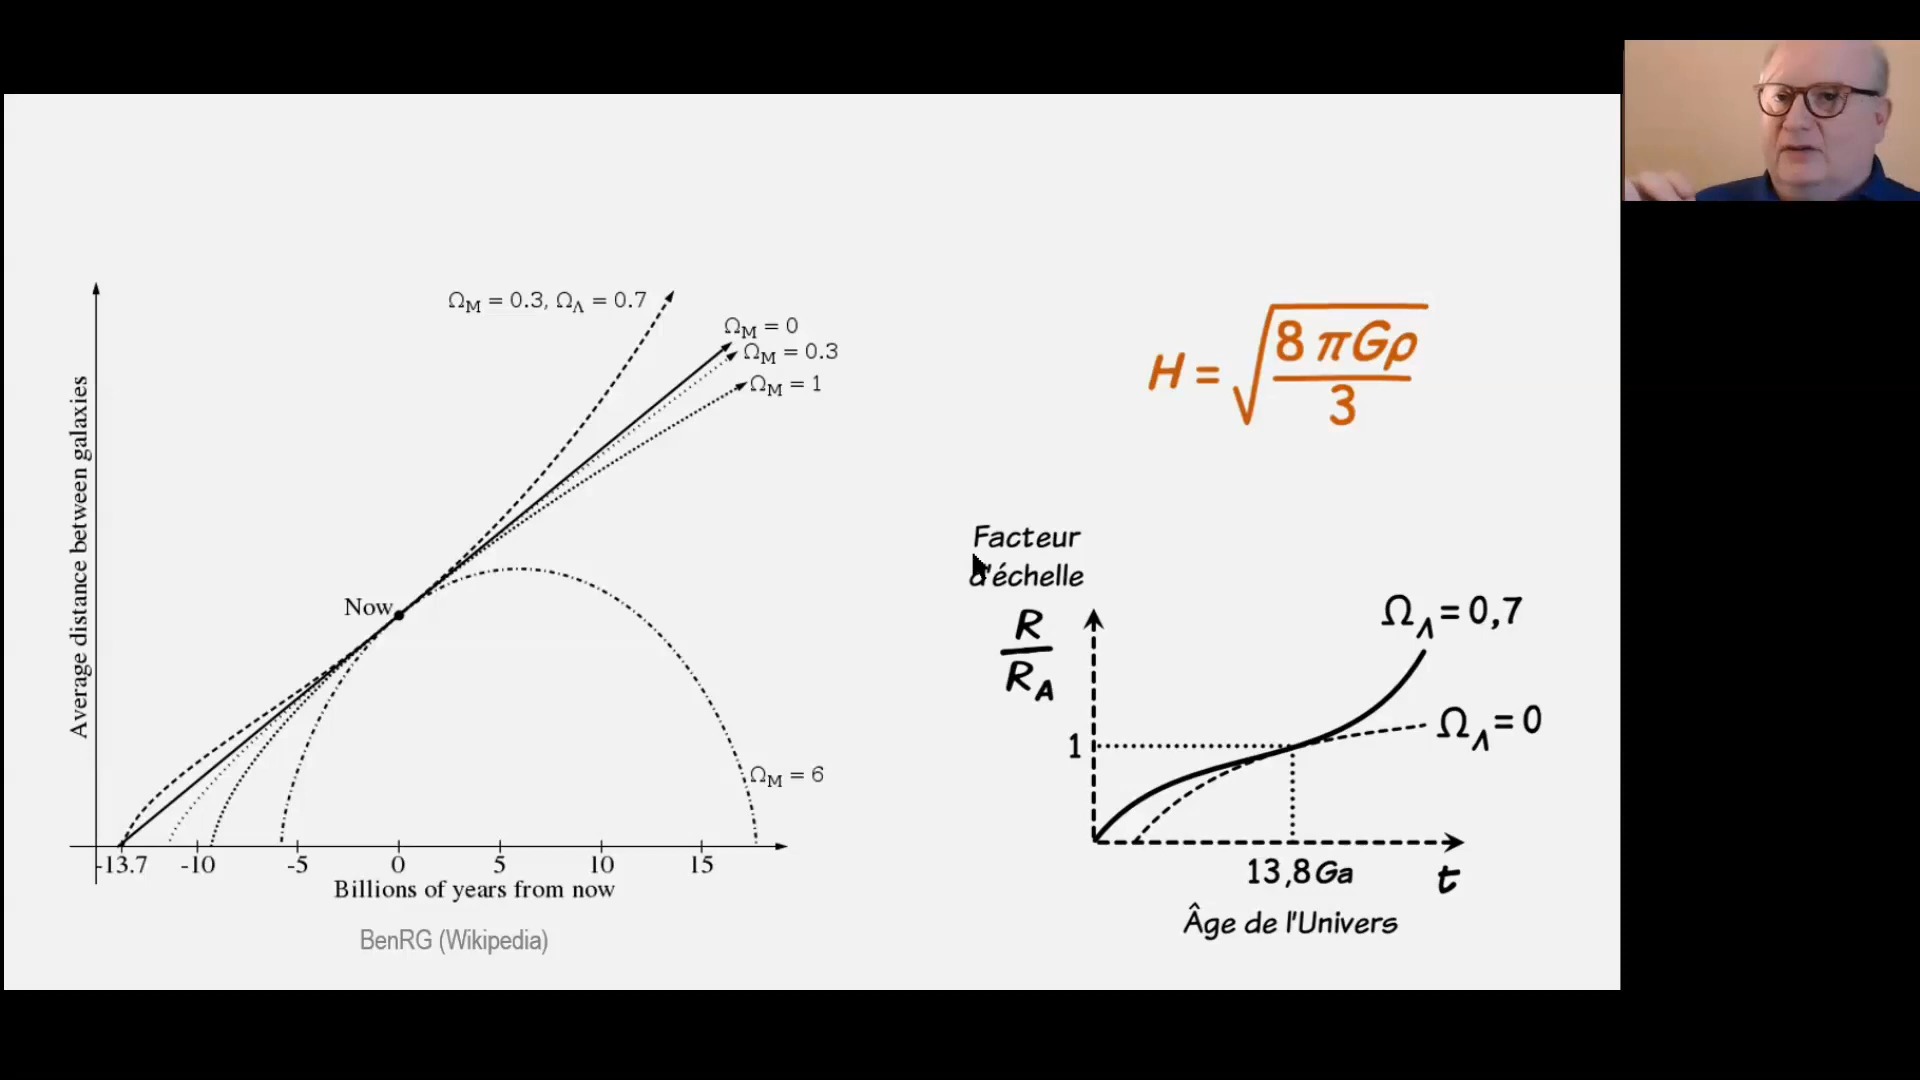 Ω_M = 0.3, Ω_Λ = 0.7
Ω_M = 0
Ω_M = 0.3
Ω_M = 1
Average distance between galaxies
Now
Ω_M = 6
-13.7 -10 -5 0 5 10 15
Billions of years from now
BenRG (Wikipedia)
H = √(8πGρ/3)
Facteur
d'échelle
R
R_A
1
Ω_Λ = 0,7
Ω_Λ = 0
13,8 Ga
t
Âge de l'Univers